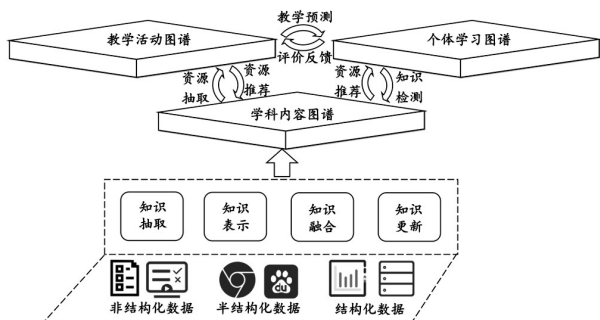 教学预测
教学活动图谱
个体学习图谱
评价反馈
资源
抽取
资源
推荐
资源
推荐
知识
检测
学科内容图谱
知识
抽取
知识
表示
知识
融合
知识
更新
du
非结构化数据
半结构化数据
结构化数据